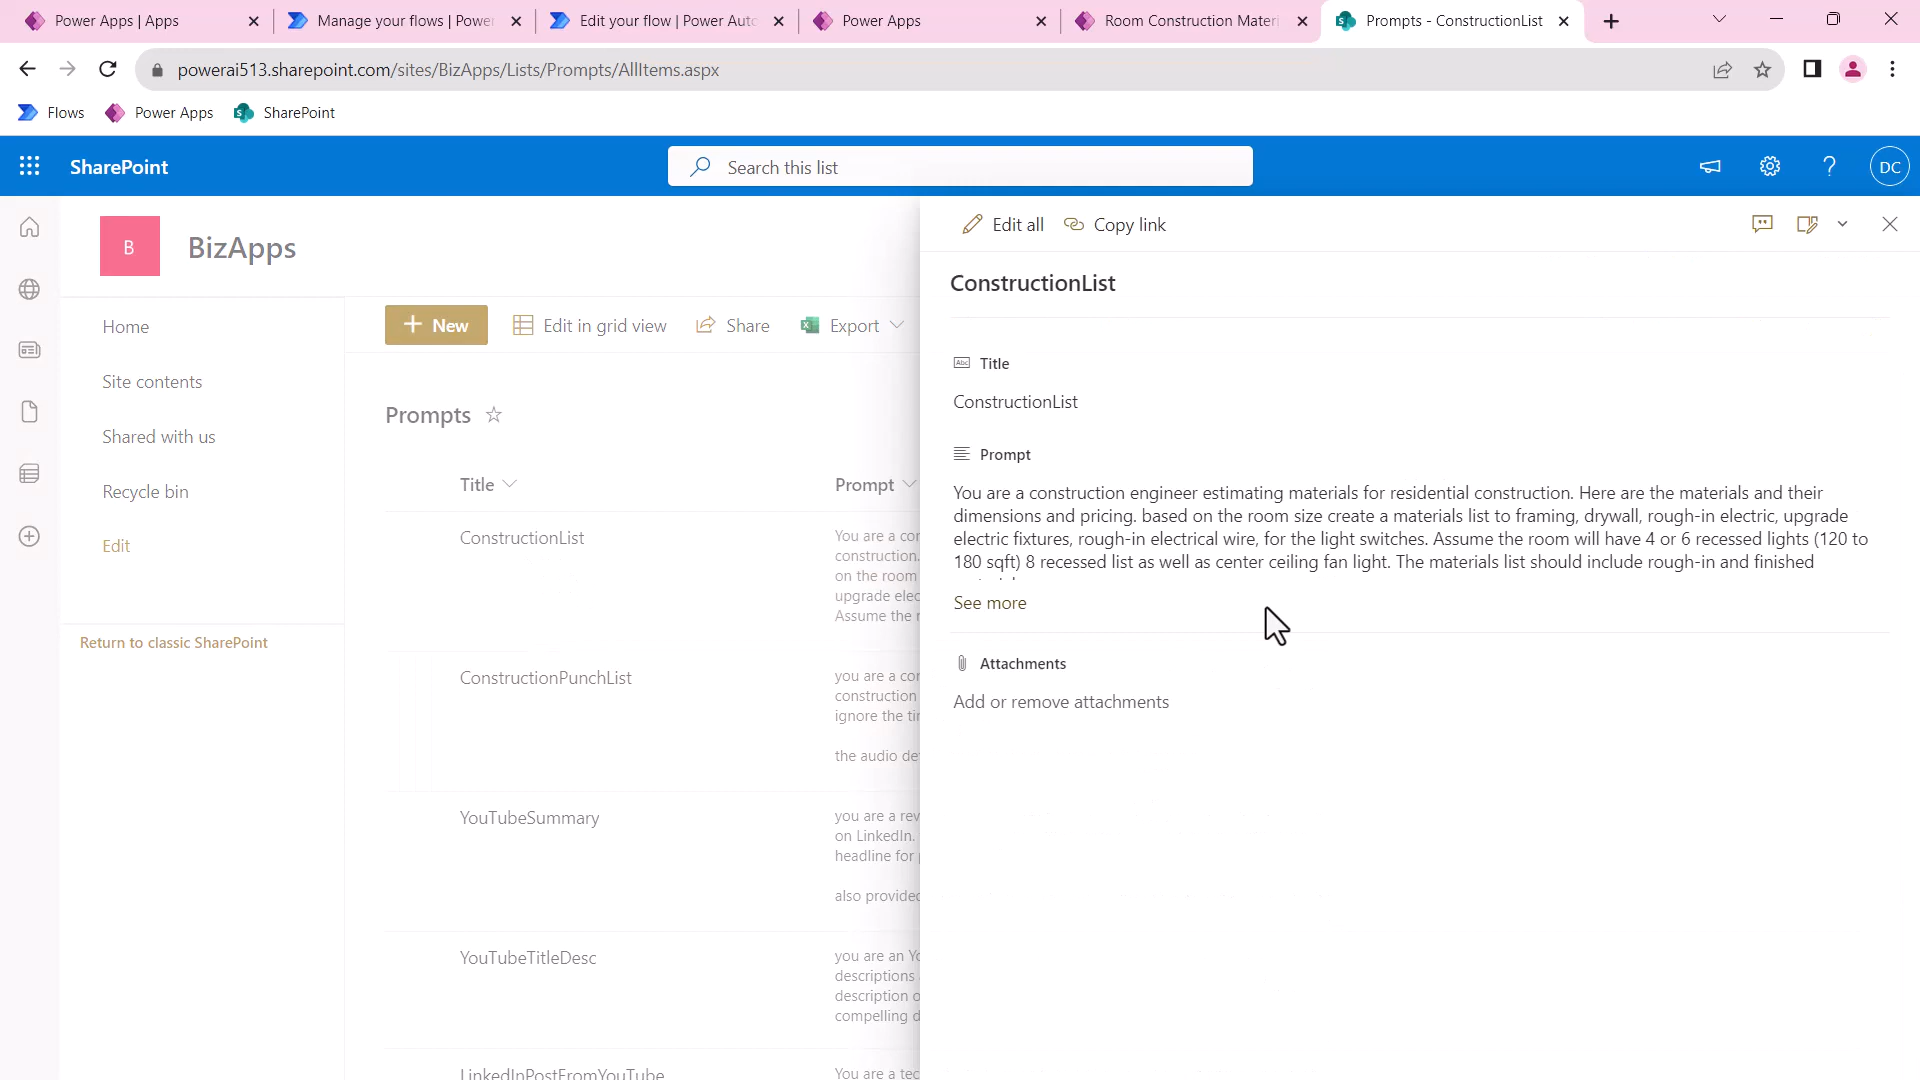 Power Apps | Apps
Manage your flows | Power
Edit your flow | Power Auto
Power Apps
Room Construction Materi
Prompts - ConstructionList
powerai513.sharepoint.com/sites/BizApps/Lists/Prompts/AllItems.aspx
Flows
Power Apps
SharePoint
SharePoint
Search this list
DC
B
BizApps
Home
Site contents
Shared with us
Recycle bin
Edit
Return to classic SharePoint
New
Edit in grid view
Share
Export
Prompts
Title
Prompt
ConstructionList
You are a con
construction.
on the room
upgrade elec
Assume the r
ConstructionPunchList
you are a con
construction
ignore the tin
the audio det
YouTubeSummary
you are a rev
on LinkedIn.
headline for p
also provided
YouTubeTitleDesc
you are an Yo
descriptions
description o
compelling d
LinkedInPostFromYouTube
You are a tec
Edit all
Copy link
ConstructionList
Title
ConstructionList
Prompt
You are a construction engineer estimating materials for residential construction. Here are the materials and their
dimensions and pricing. based on the room size create a materials list to framing, drywall, rough-in electric, upgrade
electric fixtures, rough-in electrical wire, for the light switches. Assume the room will have 4 or 6 recessed lights (120 to
180 sqft) 8 recessed list as well as center ceiling fan light. The materials list should include rough-in and finished
See more
Attachments
Add or remove attachments